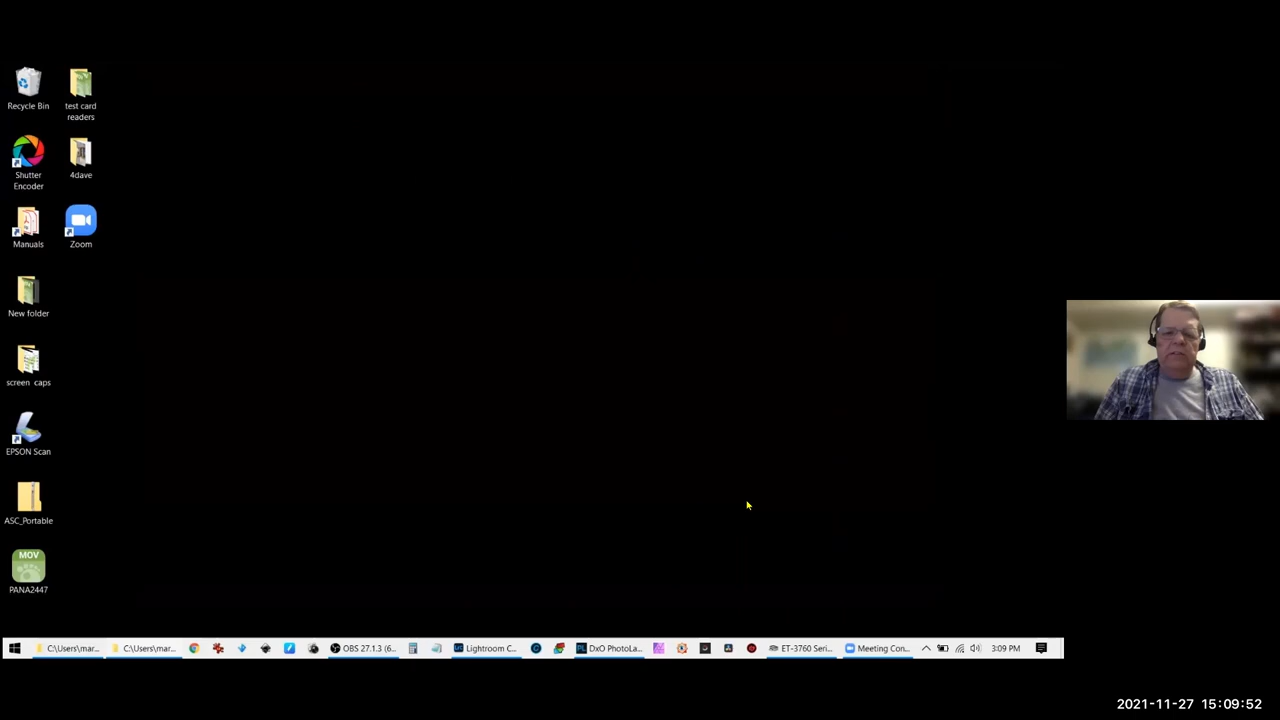 Recycle Bin
test card
readers
Shutter
Encoder
4dave
Manuals
Zoom
New folder
screen caps
EPSON Scan
ASC_Portable
MOV
PANA2447
C:\Users\mar...
C:\Users\mar...
OBS 27.1.3 (6...
Lightroom C...
PL
DxO PhotoLa...
ET-3760 Seri...
Meeting Con...
3:09 PM
2021-11-27 15:09:52